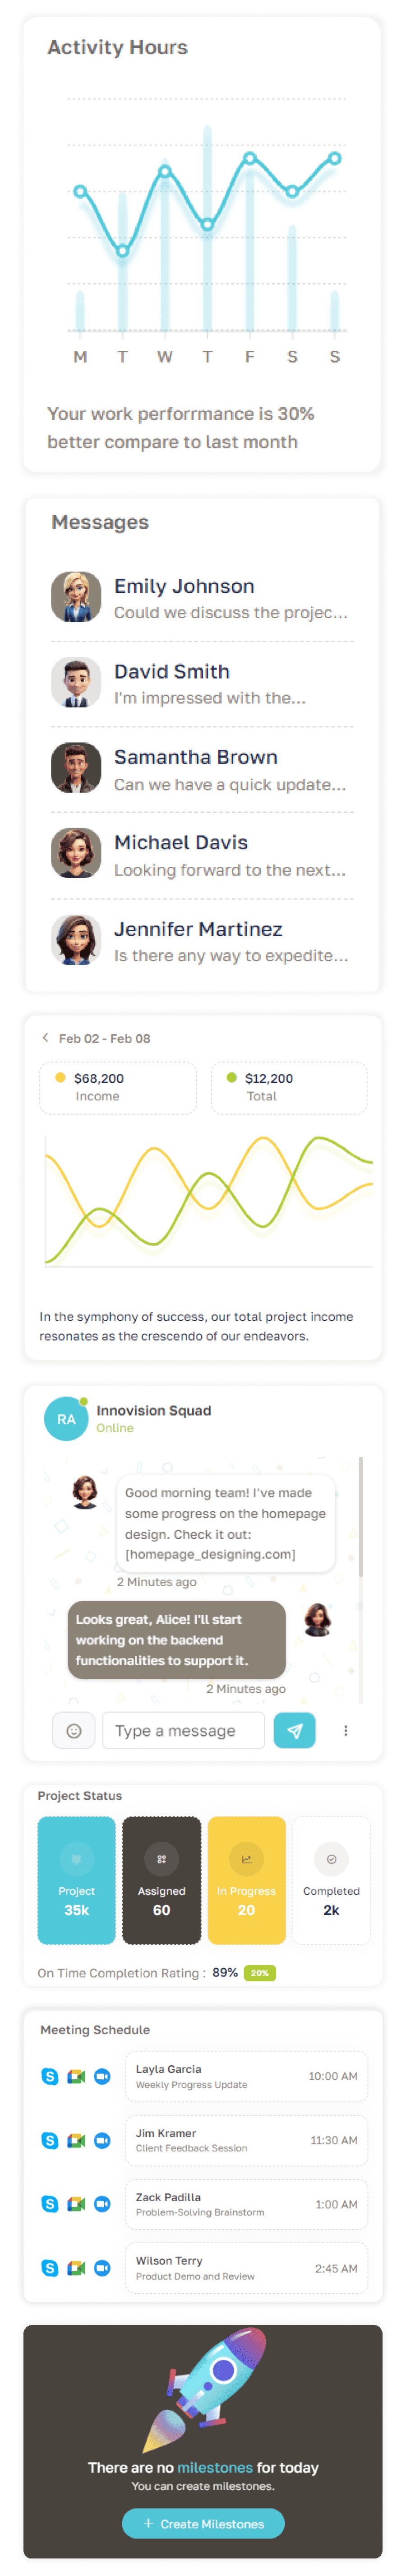 Activity Hours
M T W T F S S
Your work perforrmance is 30%
better compare to last month
Messages
Emily Johnson
Could we discuss the projec...
David Smith
I'm impressed with the...
Samantha Brown
Can we have a quick update...
Michael Davis
Looking forward to the next...
Jennifer Martinez
Is there any way to expedite...
Feb 02 - Feb 08
$68,200
Income
$12,200
Total
In the symphony of success, our total project income
resonates as the crescendo of our endeavors.
RA
Innovision Squad
Online
Good morning team! I've made
some progress on the homepage
design. Check it out:
[homepage_designing.com]
2 Minutes ago
Looks great, Alice! I'll start
working on the backend
functionalities to support it.
2 Minutes ago
Type a message
Project Status
Project
35k
Assigned
60
In Progress
20
Completed
2k
On Time Completion Rating : 89% 20%
Meeting Schedule
Layla Garcia
Weekly Progress Update
10:00 AM
Jim Kramer
Client Feedback Session
11:30 AM
Zack Padilla
Problem-Solving Brainstorm
1:00 AM
Wilson Terry
Product Demo and Review
2:45 AM
There are no milestones for today
You can create milestones.
+ Create Milestones